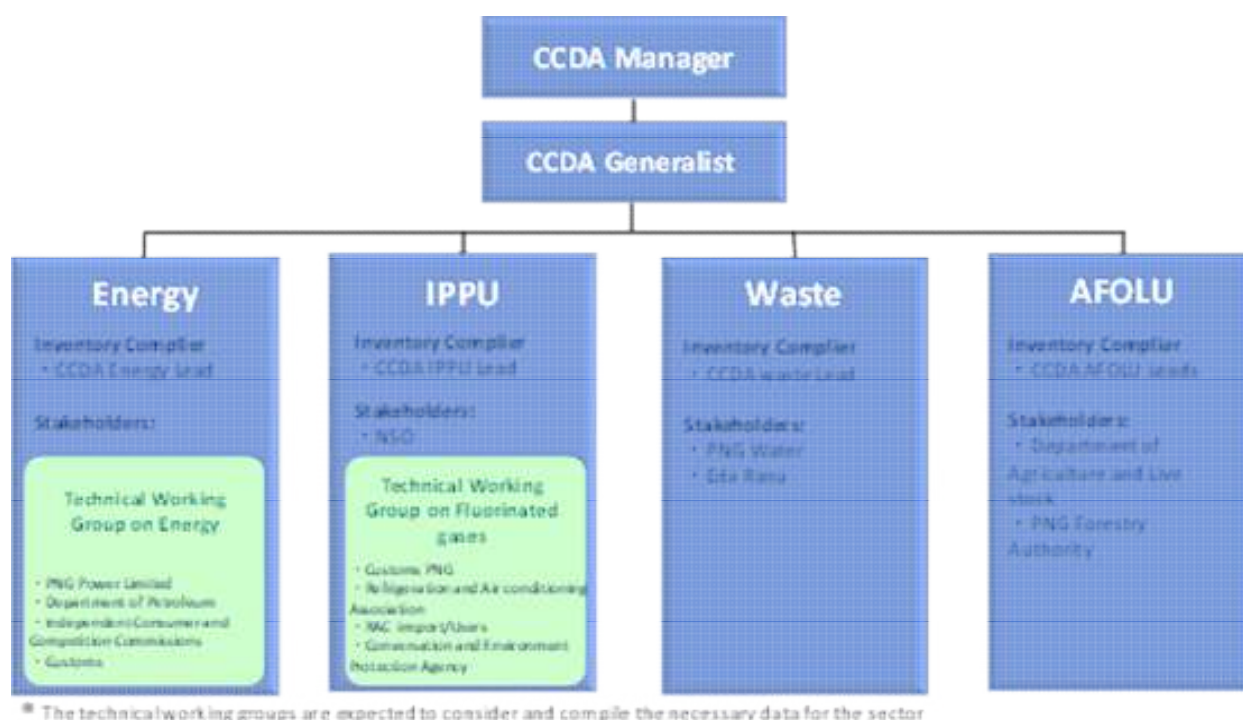 CCDA Manager
CCDA Generalist
Energy
Inventory Complier
・CCDA Energy Lead
Stakeholders:
Technical Working
Group on Energy
・PNG Power Limited
・Department of Petroleum
・Independent Consumer and
Competition Commissions
・Customs
IPPU
Inventory Complier
・CCDA IPPU Lead
Stakeholders:
・NSO
Technical Working
Group on Fluorinated
gases
・Customs PNG
・Refrigeration and Air conditioning
Association
・RAC import/Users
・Conservation and Environment
Protection Agency
Waste
Inventory Complier
・CCDA waste Lead
Stakeholders:
・PNG Water
・Eda Ranu
AFOLU
Inventory Complier
・CCDA AFOLU Leads
Stakeholders:
・Department of
Agriculture and Live
stock
・PNG Forestry
Authority
※ The technical working groups are expected to consider and compile the necessary data for the sector